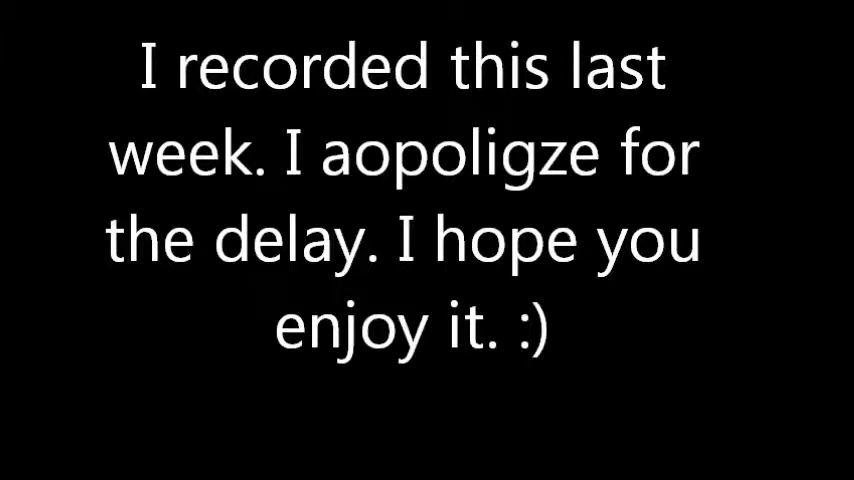 I recorded this last
week. I aopoligze for
the delay. I hope you
enjoy it. :)